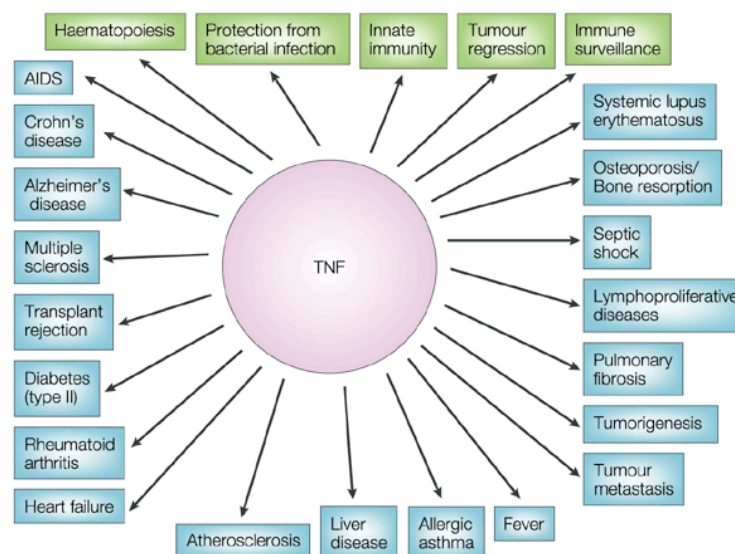 Haematopoiesis
Protection from
bacterial infection
Innate
immunity
Tumour
regression
Immune
surveillance
AIDS
Crohn's
disease
Alzheimer's
disease
Multiple
sclerosis
Transplant
rejection
Diabetes
(type II)
Rheumatoid
arthritis
Heart failure
TNF
Systemic lupus
erythematosus
Osteoporosis/
Bone resorption
Septic
shock
Lymphoproliferative
diseases
Pulmonary
fibrosis
Tumorigenesis
Tumour
metastasis
Atherosclerosis
Liver
disease
Allergic
asthma
Fever